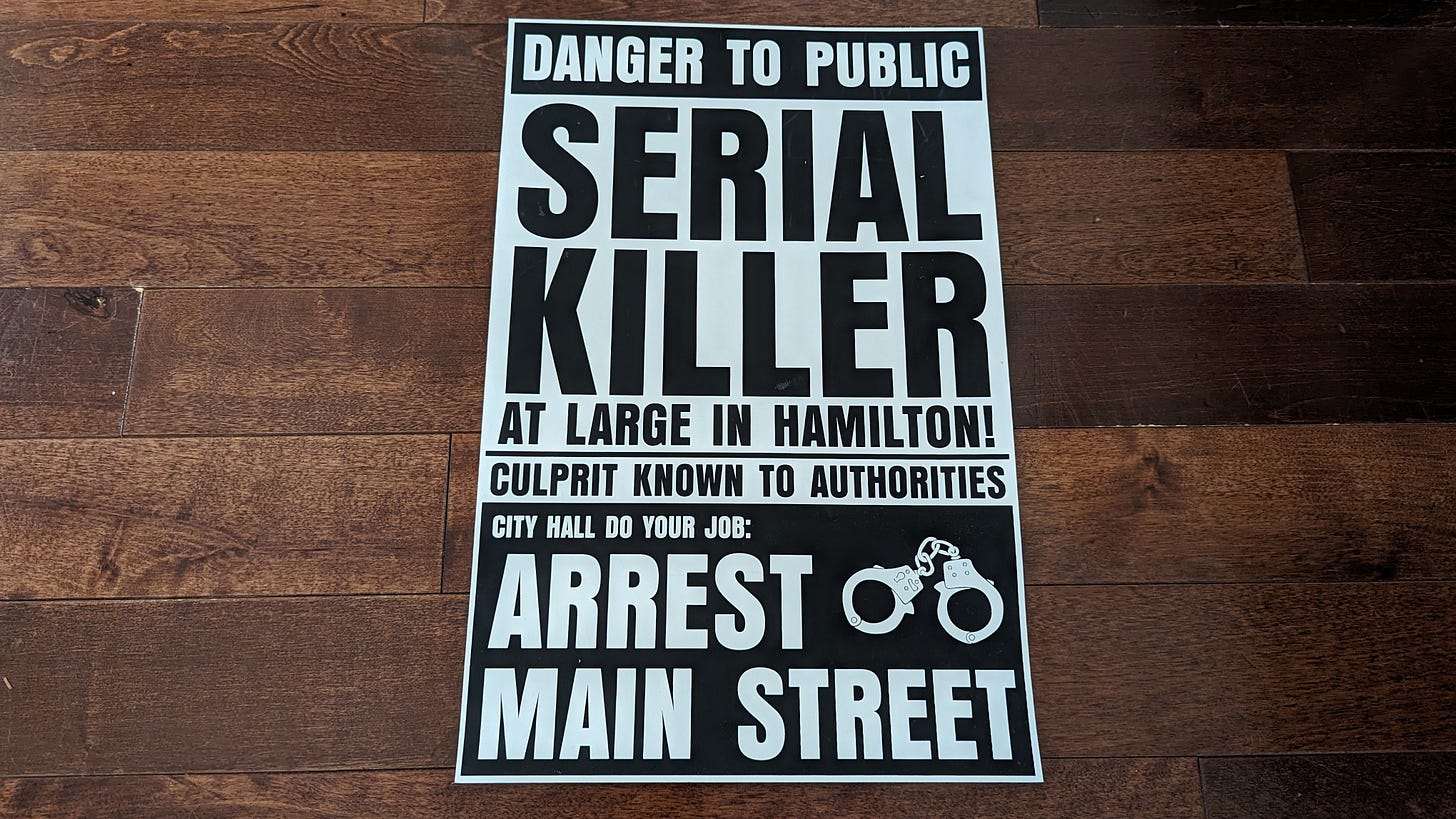 DANGER TO PUBLIC
SERIAL
KILLER
AT LARGE IN HAMILTON!
CULPRIT KNOWN TO AUTHORITIES
CITY HALL DO YOUR JOB:
ARREST
MAIN STREET